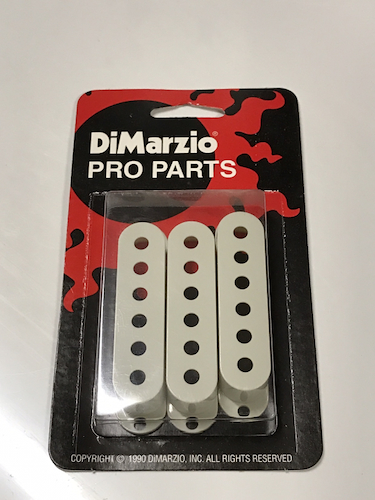 DiMarzio®
PRO PARTS
COPYRIGHT © 1990 DIMARZIO, INC. ALL RIGHTS RESERVED